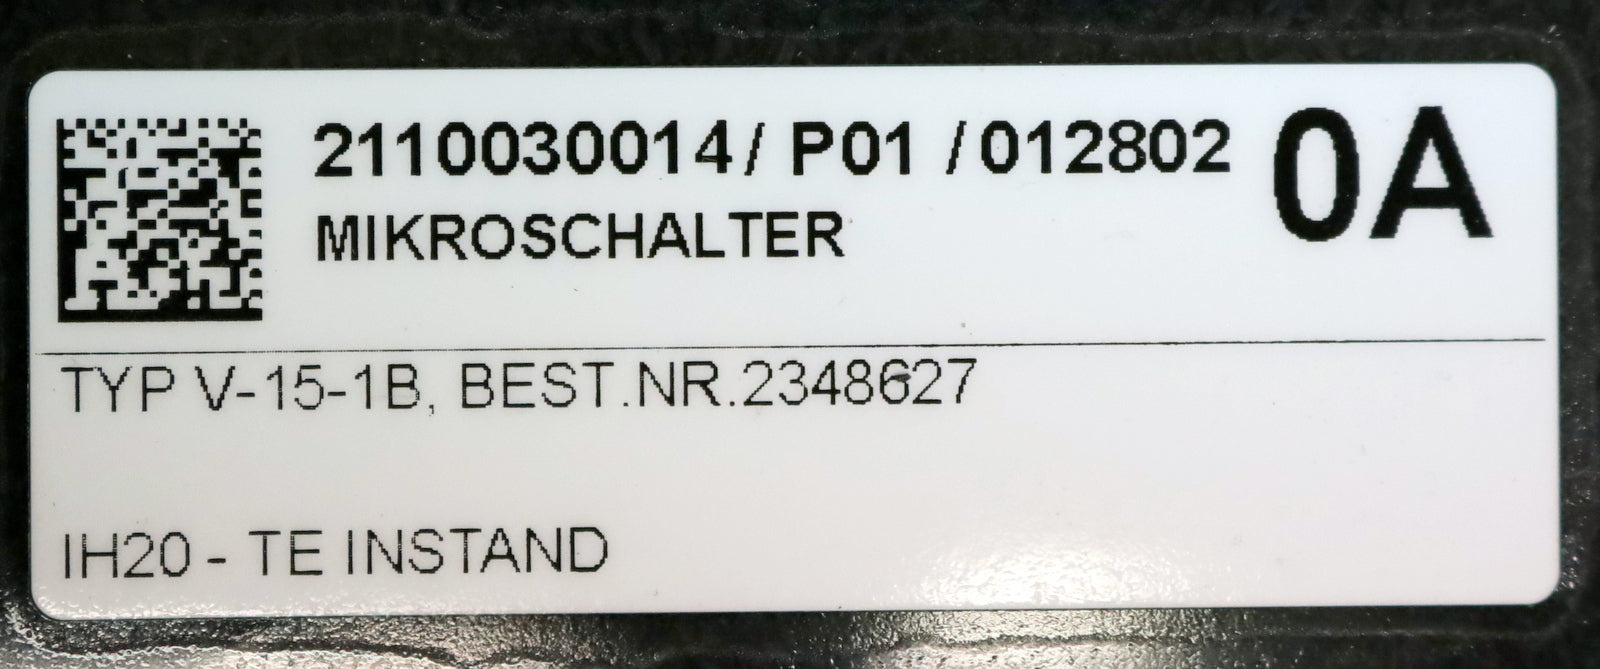 2110030014/ P01 /012802 0A
MIKROSCHALTER
TYP V-15-1B, BEST.NR.2348627
IH20 - TE INSTAND